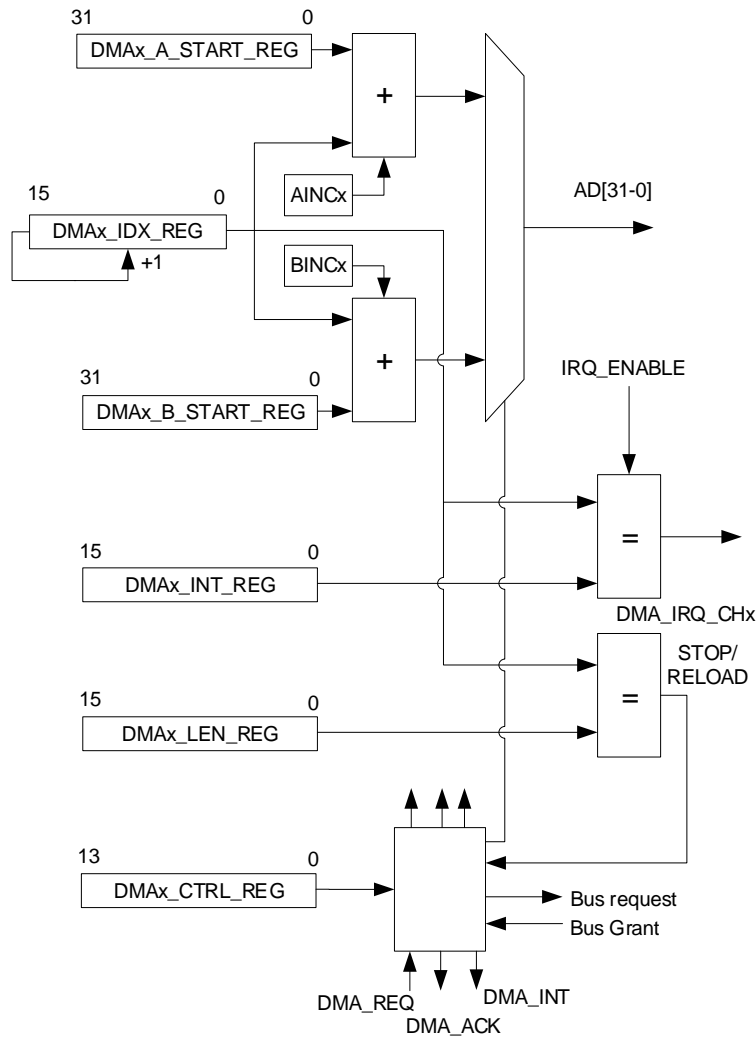 31 0
DMAx_A_START_REG
+
AINCx
15 0
DMAx_IDX_REG
+1
AD[31-0]
BINCx
+
31 0
DMAx_B_START_REG
IRQ_ENABLE
=
15 0
DMAx_INT_REG
DMA_IRQ_CHx
STOP/
RELOAD
=
15 0
DMAx_LEN_REG
13 0
DMAx_CTRL_REG
Bus request
Bus Grant
DMA_REQ
DMA_ACK
DMA_INT